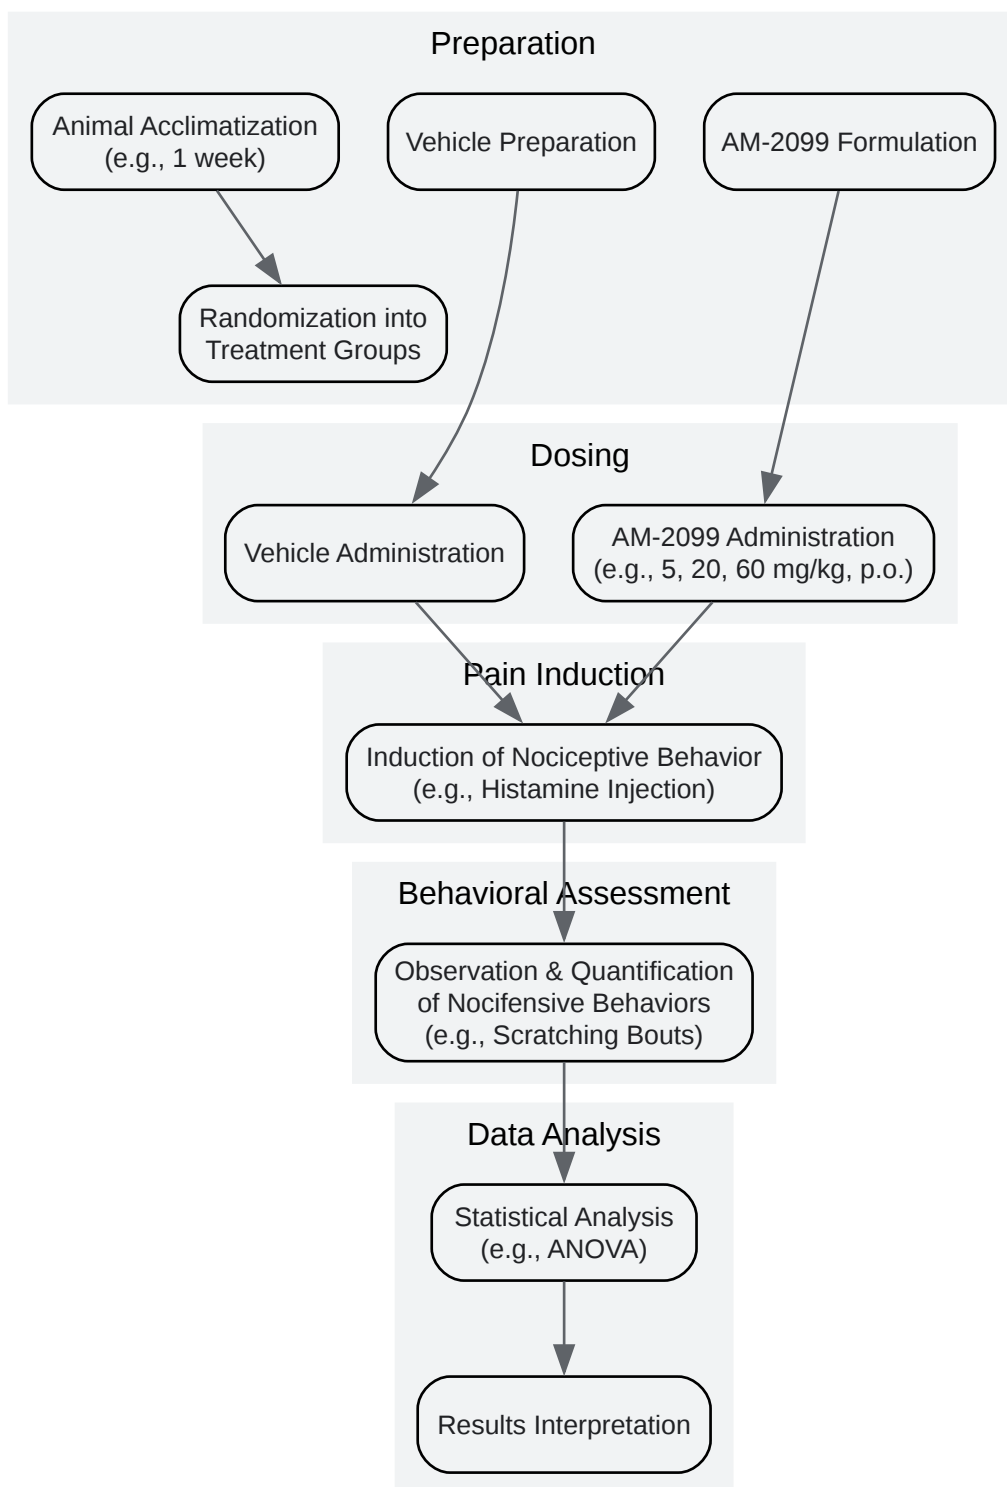 Preparation
Animal Acclimatization
(e.g., 1 week)
Vehicle Preparation
AM-2099 Formulation
Randomization into
Treatment Groups
Dosing
Vehicle Administration
AM-2099 Administration
(e.g., 5, 20, 60 mg/kg, p.o.)
Pain Induction
Induction of Nociceptive Behavior
(e.g., Histamine Injection)
Behavioral Assessment
Observation & Quantification
of Nocifensive Behaviors
(e.g., Scratching Bouts)
Data Analysis
Statistical Analysis
(e.g., ANOVA)
Results Interpretation